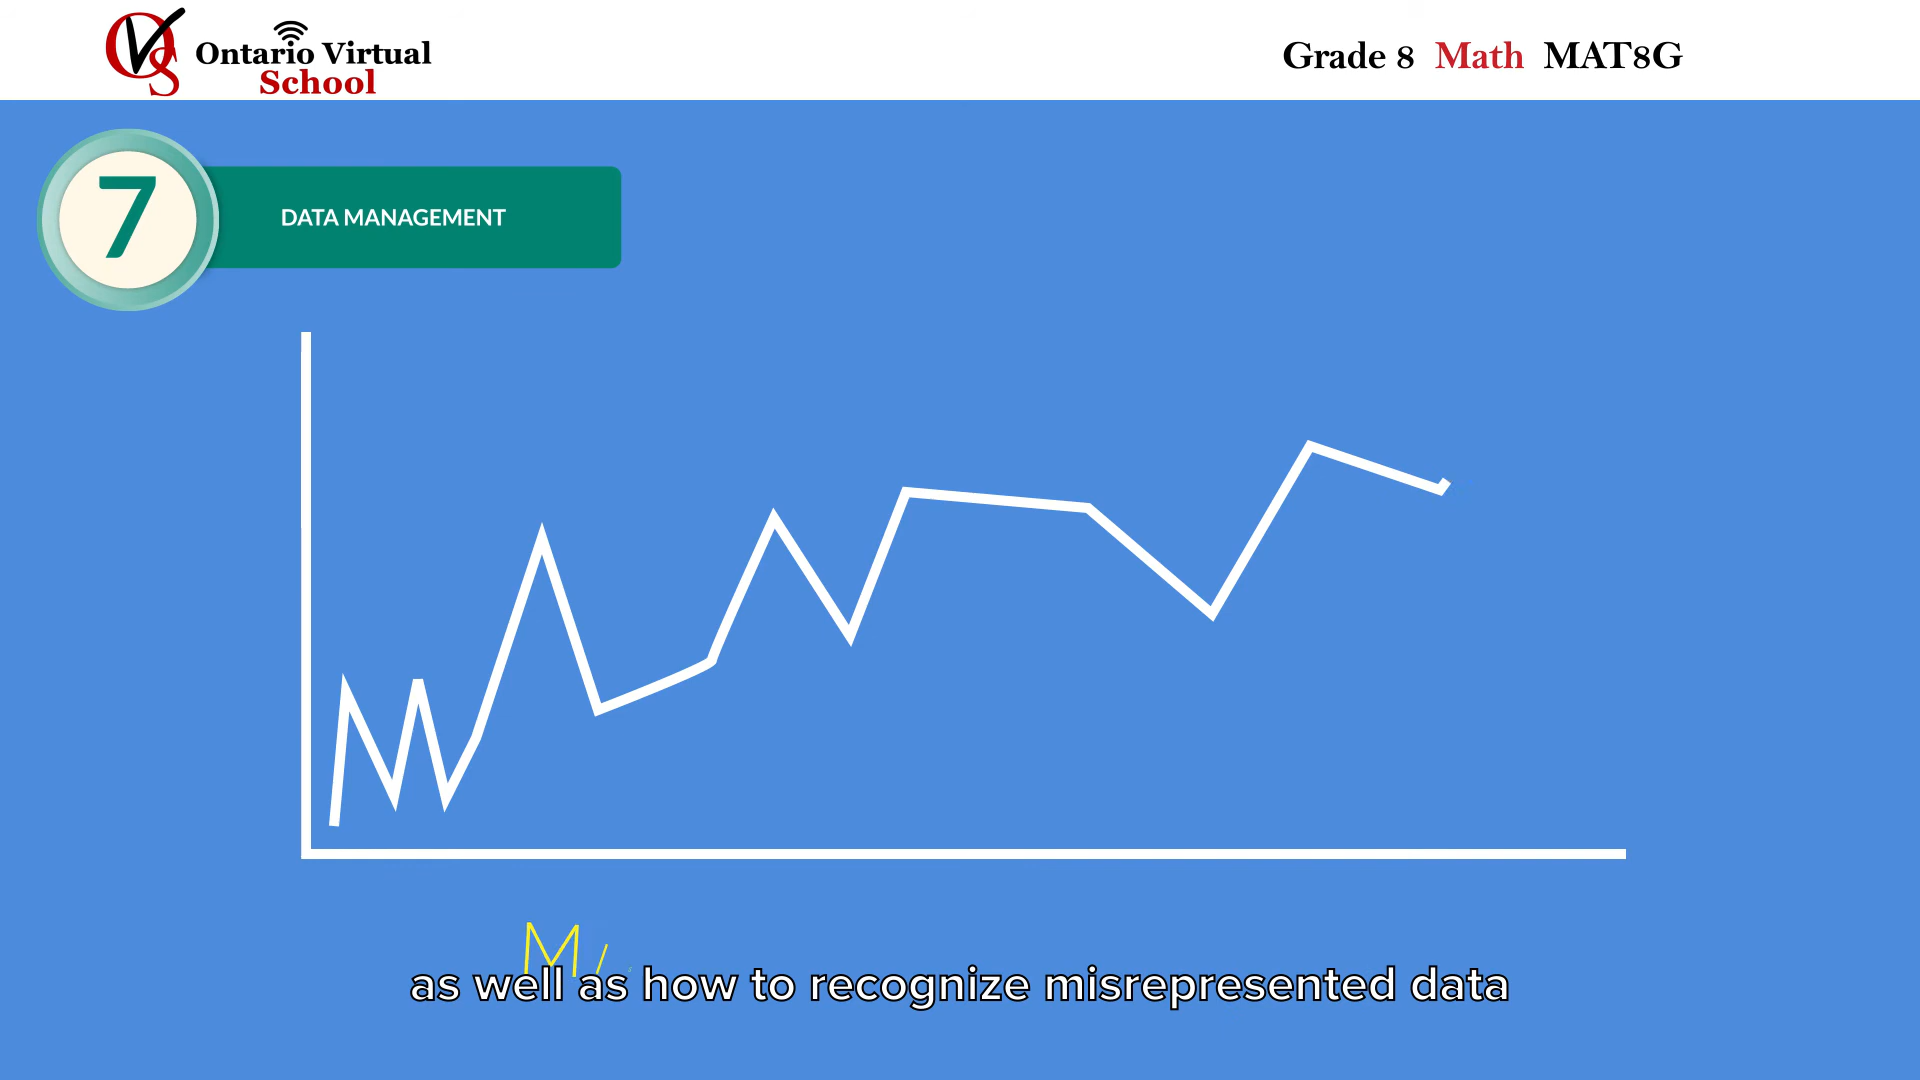 Ontario Virtual
School
Grade 8 Math MAT8G
7
DATA MANAGEMENT
as well as how to recognize misrepresented data